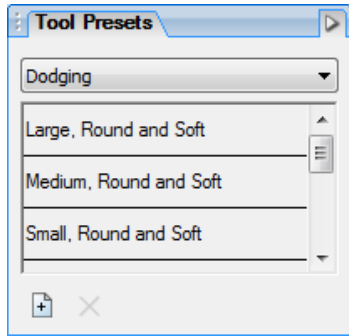 Tool Presets
Dodging
Large, Round and Soft
Medium, Round and Soft
Small, Round and Soft